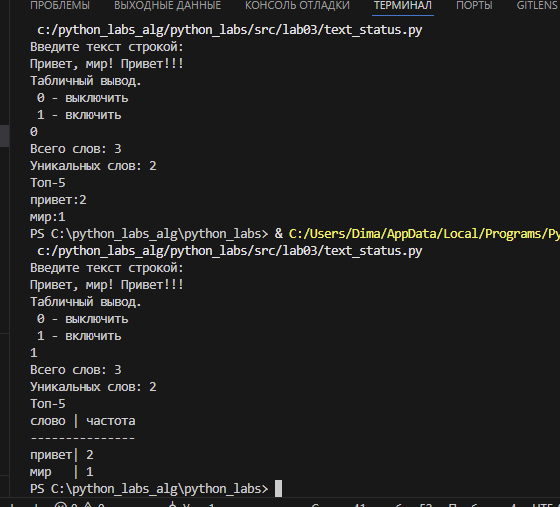 ПРОБЛЕМЫ ВЫХОДНЫЕ ДАННЫЕ КОНСОЛЬ ОТЛАДКИ ТЕРМИНАЛ ПОРТЫ GITLENS
c:/python_labs_alg/python_labs/src/lab03/text_status.py
Введите текст строкой:
Привет, мир! Привет!!!
Табличный вывод.
0 - выключить
1 - включить
0
Всего слов: 3
Уникальных слов: 2
Топ-5
привет:2
мир:1
PS C:\python_labs_alg\python_labs> & C:/Users/Dima/AppData/Local/Programs/Py
c:/python_labs_alg/python_labs/src/lab03/text_status.py
Введите текст строкой:
Привет, мир! Привет!!!
Табличный вывод.
0 - выключить
1 - включить
1
Всего слов: 3
Уникальных слов: 2
Топ-5
слово | частота
---------------
привет| 2
мир   | 1
PS C:\python_labs_alg\python_labs>